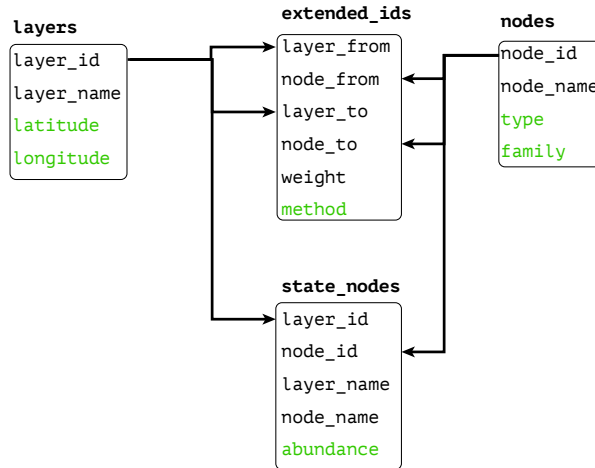 layers
layer_id
layer_name
latitude
longitude
extended_ids
layer_from
node_from
layer_to
node_to
weight
method
nodes
node_id
node_name
type
family
state_nodes
layer_id
node_id
layer_name
node_name
abundance